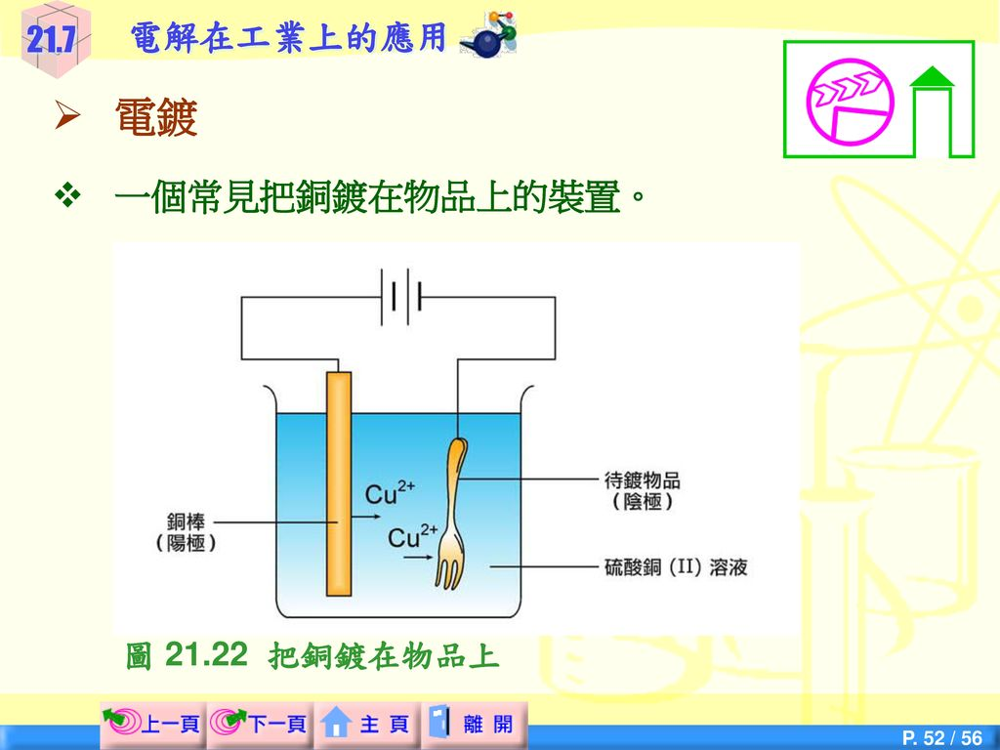 21.7 電解在工業上的應用
電鍍
一個常見把銅鍍在物品上的裝置。
Cu²⁺
Cu²⁺
待鍍物品
(陰極)
銅棒
(陽極)
硫酸銅 (II) 溶液
圖 21.22 把銅鍍在物品上
上一頁 下一頁 主 頁 離 開
P. 52 / 56